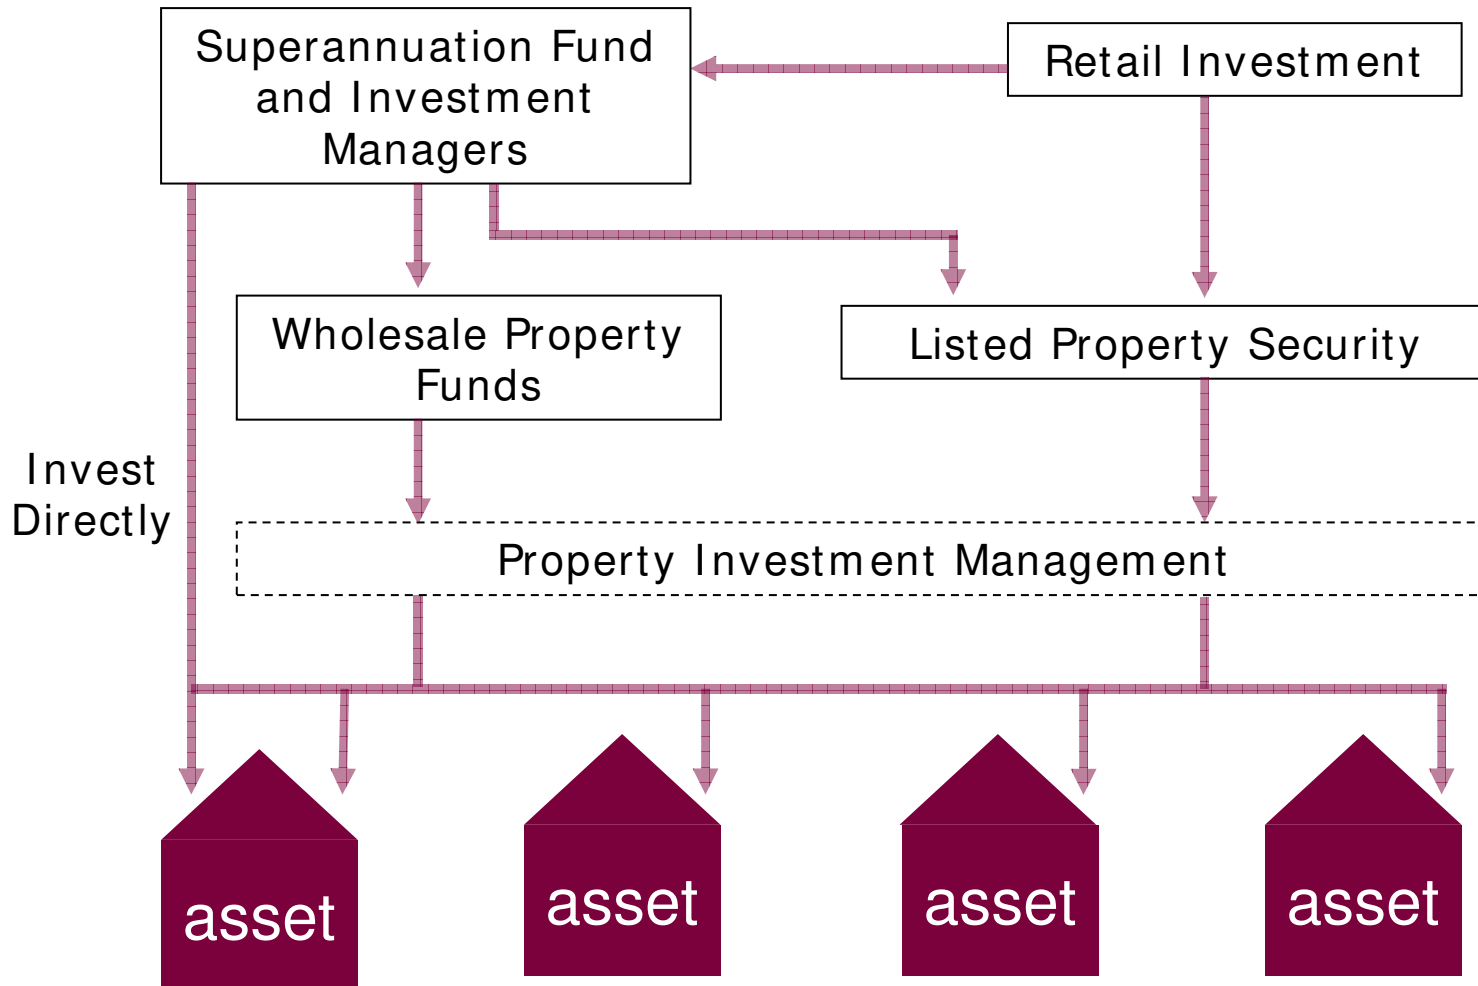 Superannuation Fund
and Investment
Managers
Retail Investment
Wholesale Property
Funds
Listed Property Security
Invest
Directly
Property Investment Management
asset
asset
asset
asset